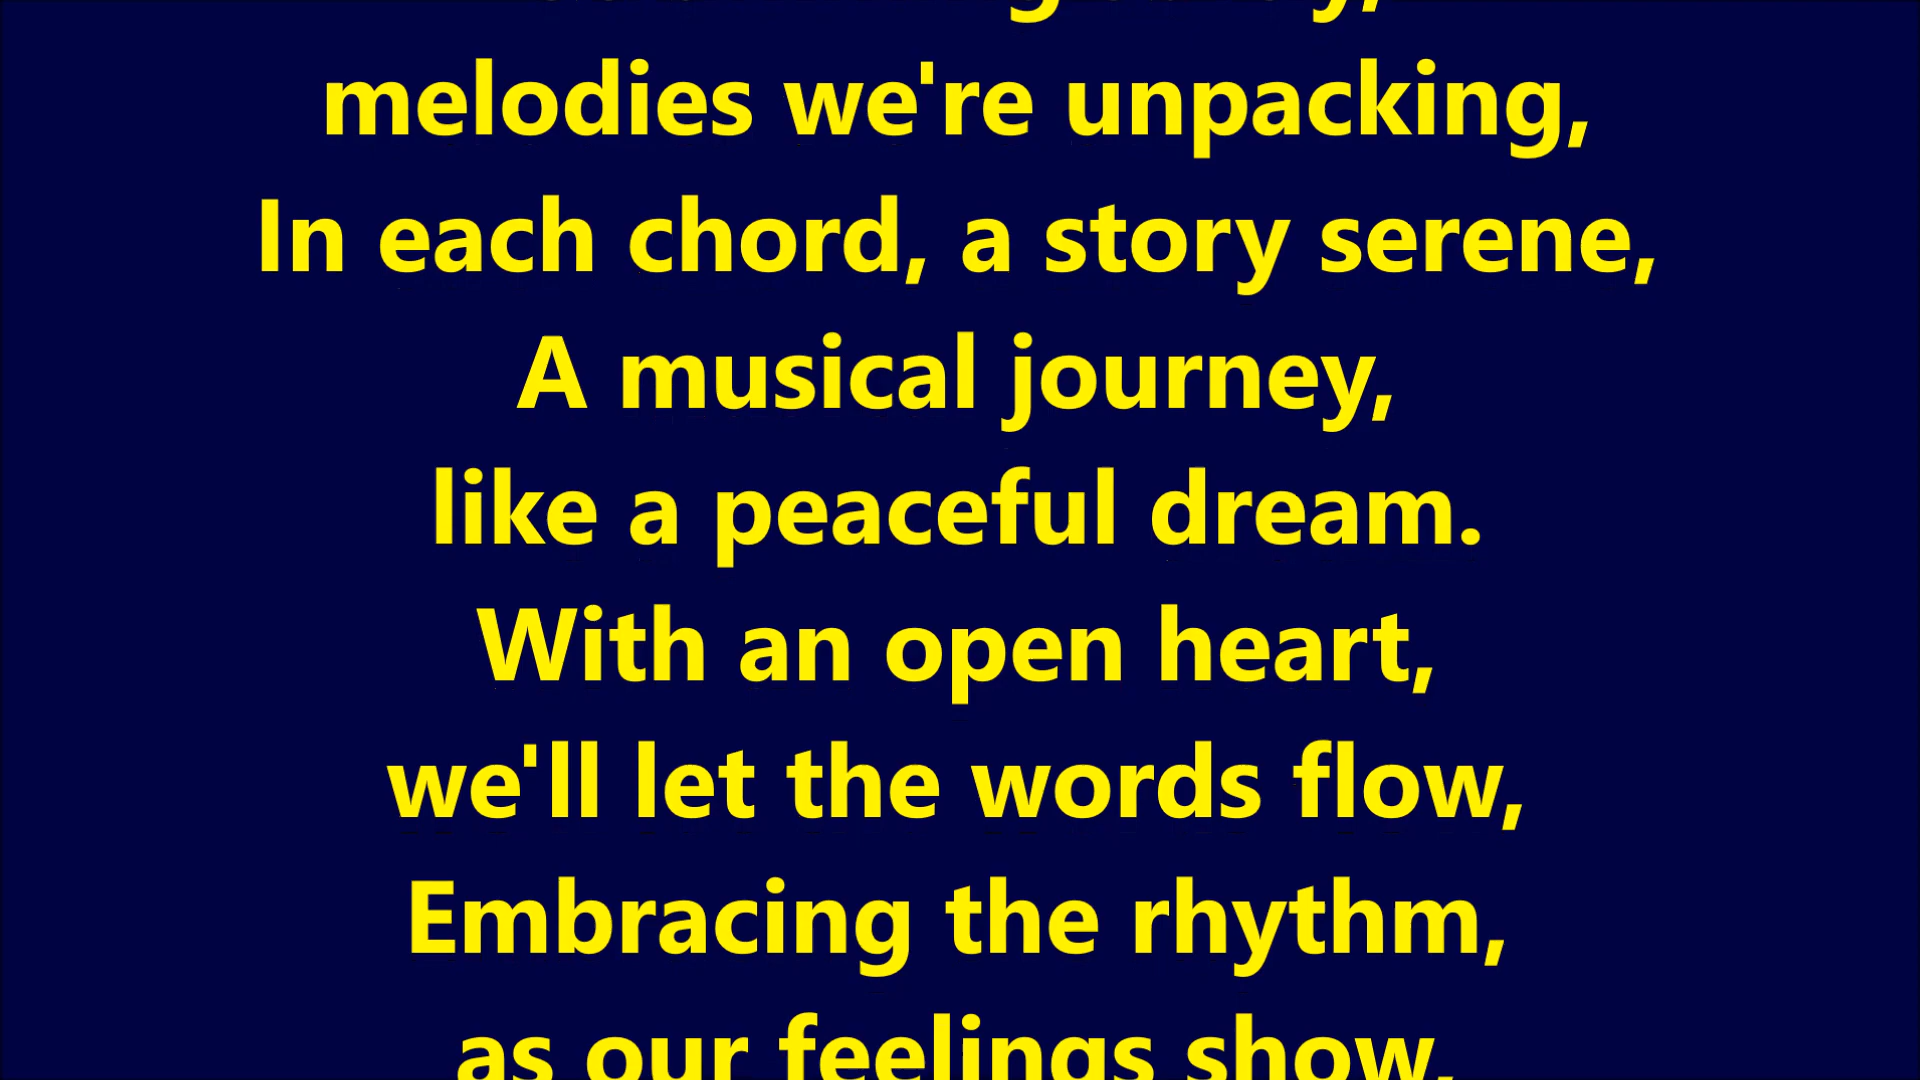 melodies we're unpacking,
In each chord, a story serene,
A musical journey,
like a peaceful dream.
With an open heart,
we'll let the words flow,
Embracing the rhythm,
as our feelings show,